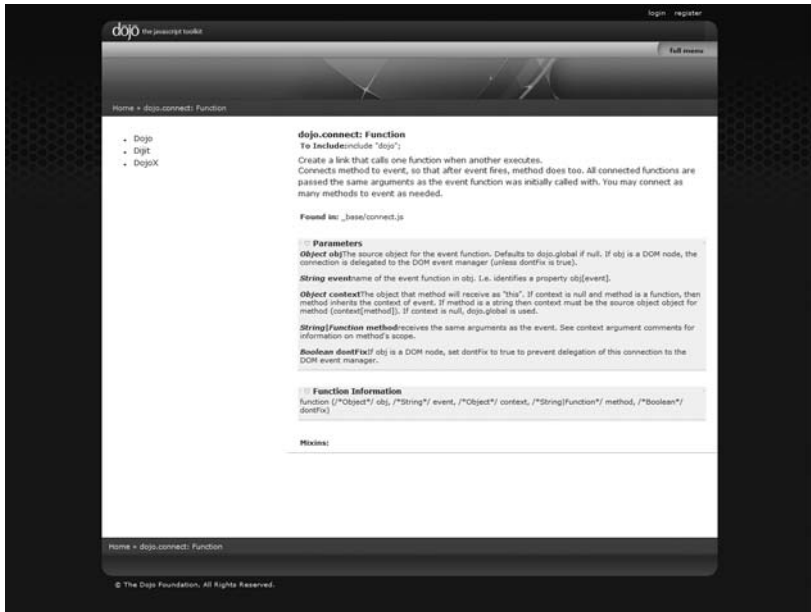 login register
dojo the javascript toolkit
full menu
Home » dojo.connect: Function
Dojo
Dijit
DojoX
dojo.connect: Function
To Include:include "dojo";
Create a link that calls one function when another executes.
Connects method to event, so that after event fires, method does too. All connected functions are
passed the same arguments as the event function was initially called with. You may connect as
many methods to event as needed.
Found in: _base/connect.js
Parameters
Object objThe source object for the event function. Defaults to dojo.global if null. If obj is a DOM node, the
connection is delegated to the DOM event manager (unless dontFix is true).
String eventname of the event function in obj. I.e. identifies a property obj[event].
Object contextThe object that method will receive as "this". If context is null and method is a function, then
method inherits the context of event. If method is a string then context must be the source object object for
method (context[method]). If context is null, dojo.global is used.
String|Function methodreceives the same arguments as the event. See context argument comments for
information on method's scope.
Boolean dontFixIf obj is a DOM node, set dontFix to true to prevent delegation of this connection to the
DOM event manager.
Function Information
function (/*Object*/ obj, /*String*/ event, /*Object*/ context, /*String|Function*/ method, /*Boolean*/
dontFix)
Mixins:
Home » dojo.connect: Function
© The Dojo Foundation, All Rights Reserved.